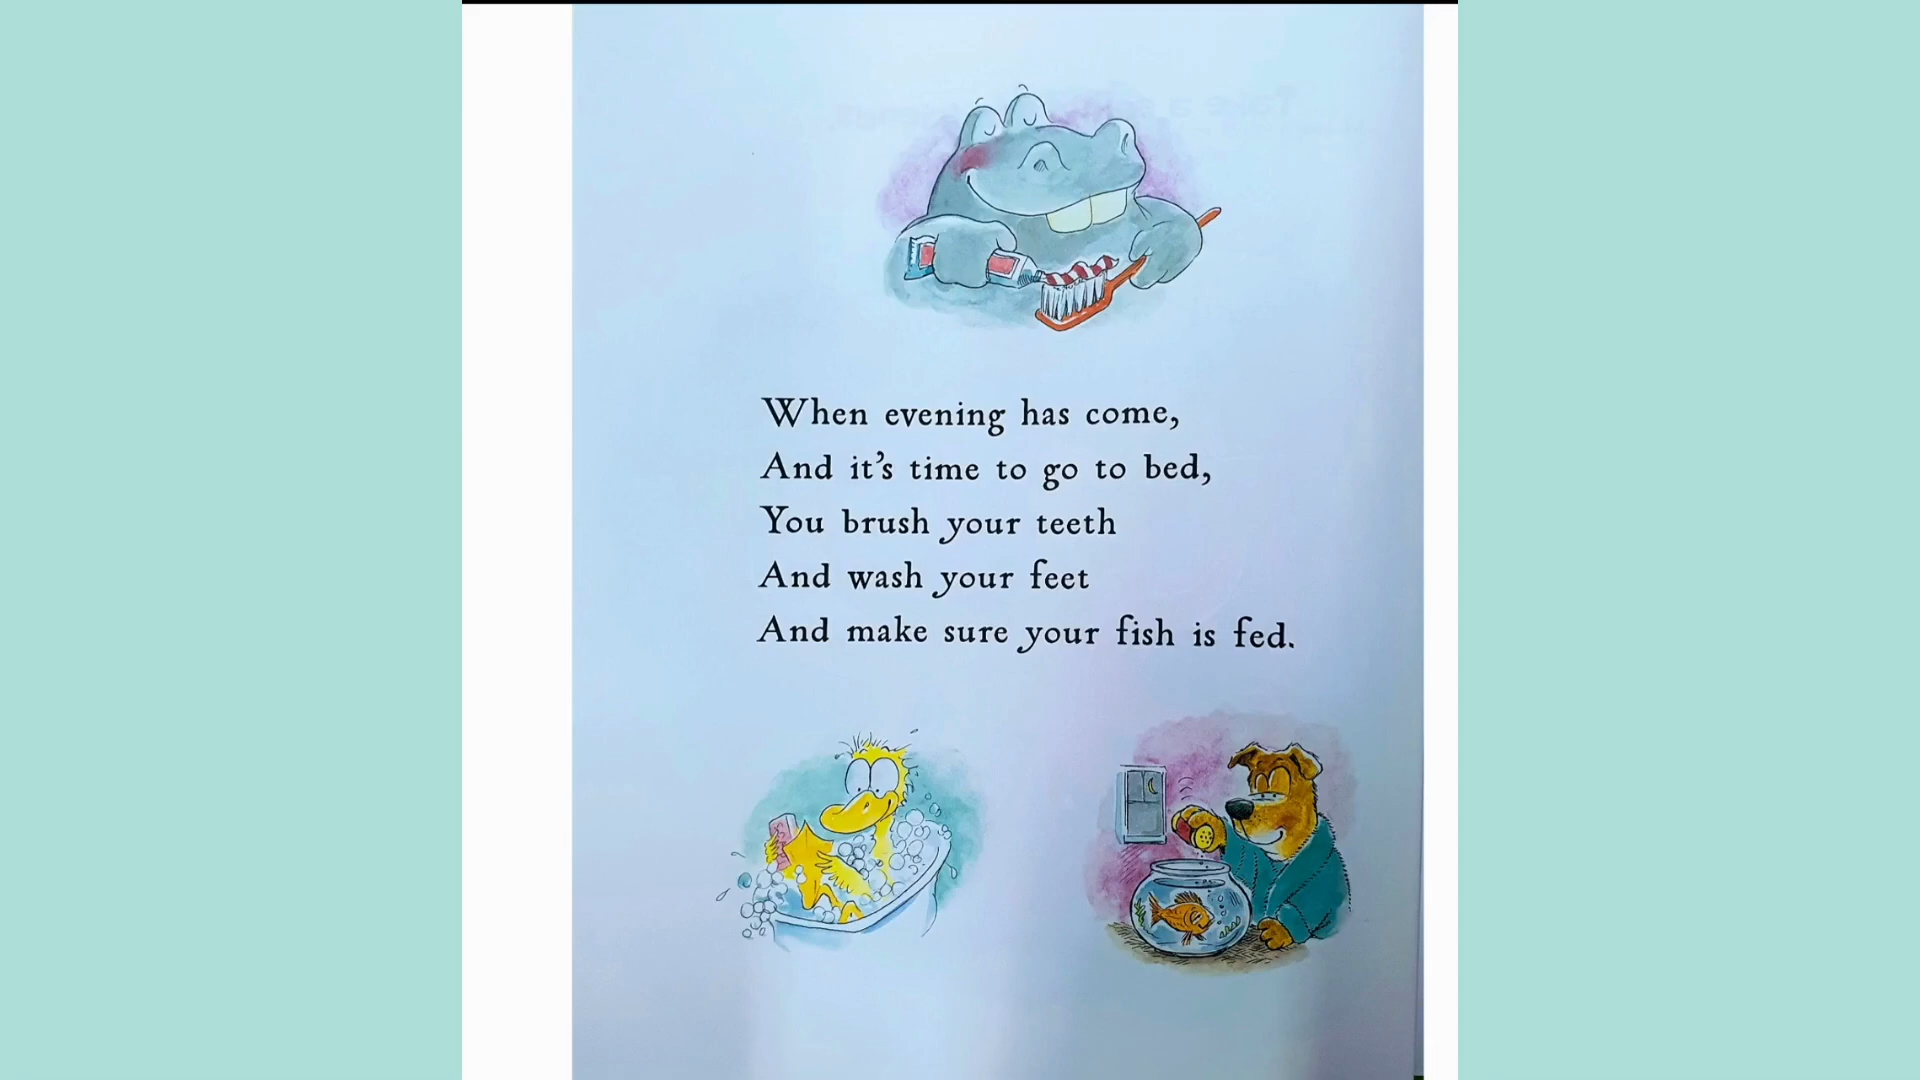 When evening has come,
And it's time to go to bed,
You brush your teeth
And wash your feet
And make sure your fish is fed.